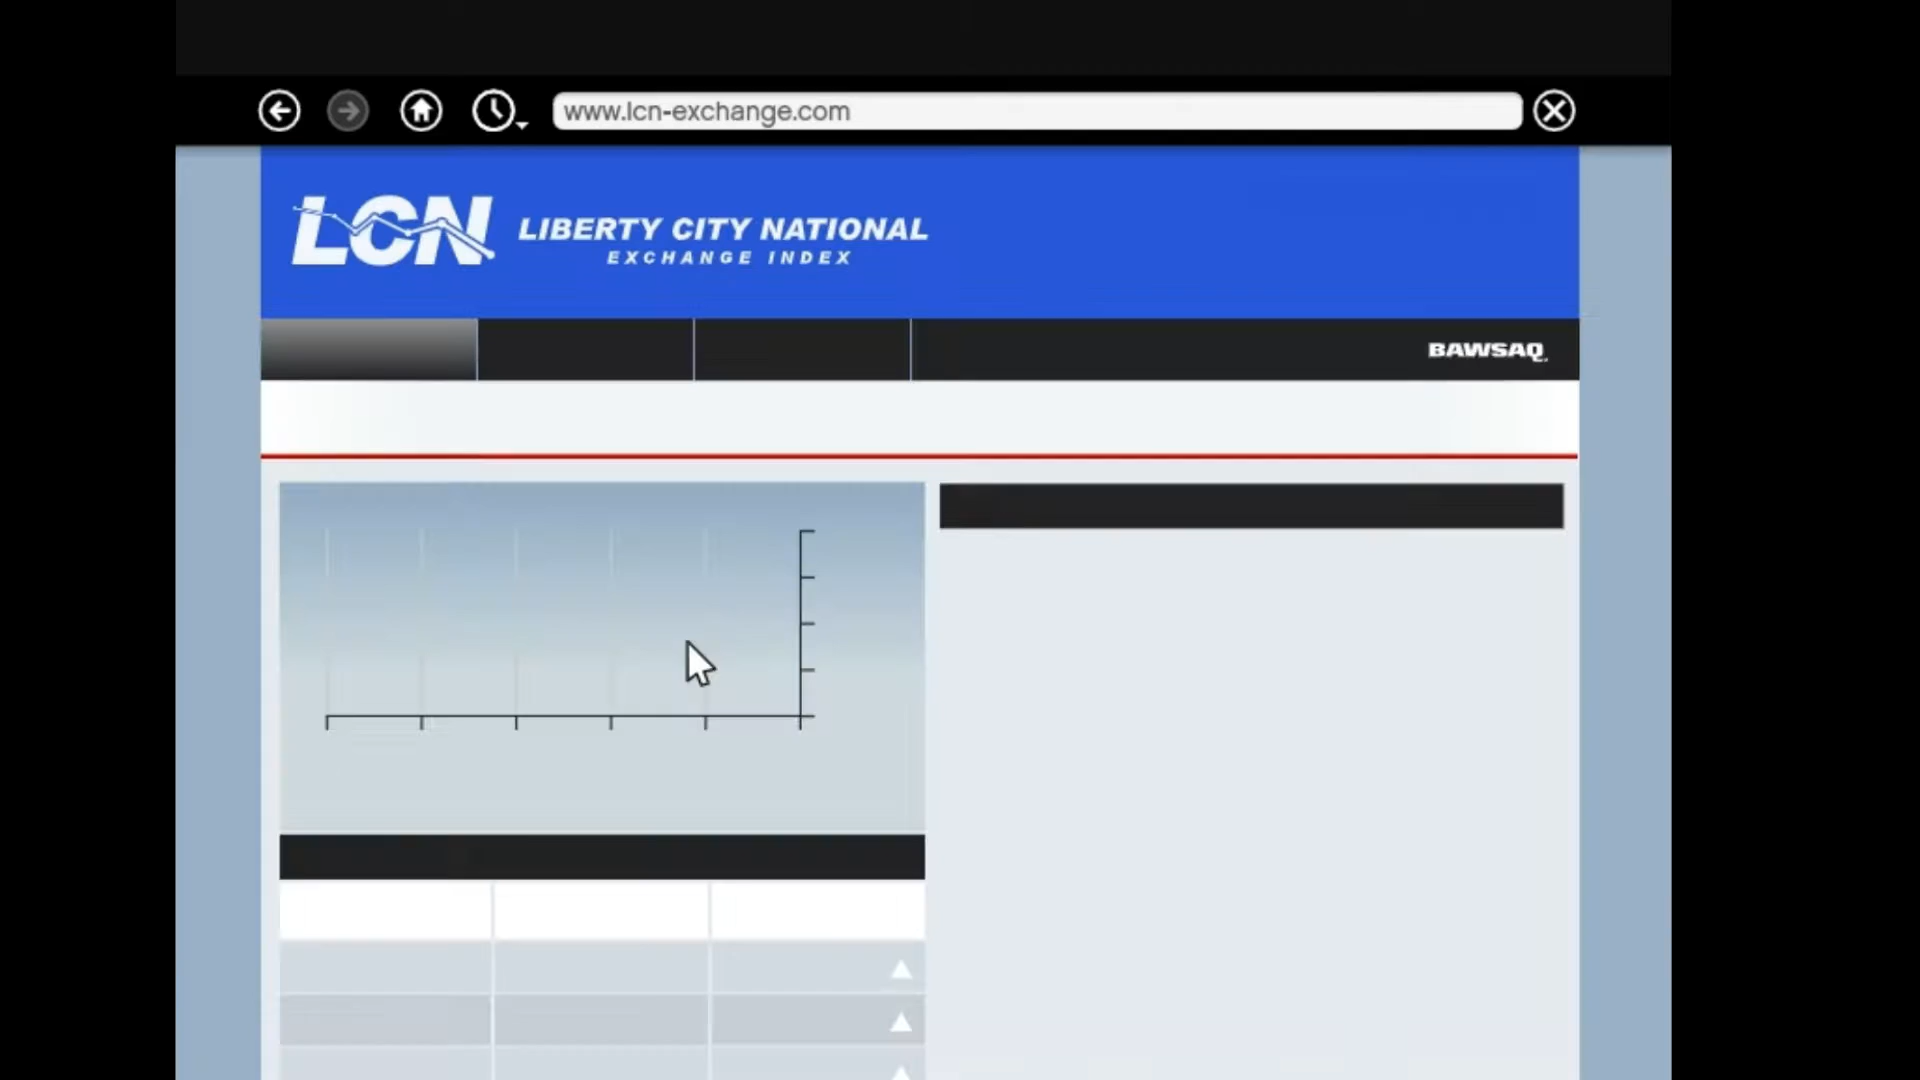 www.lcn-exchange.com
LCN
LIBERTY CITY NATIONAL
EXCHANGE INDEX
BAWSAQ.